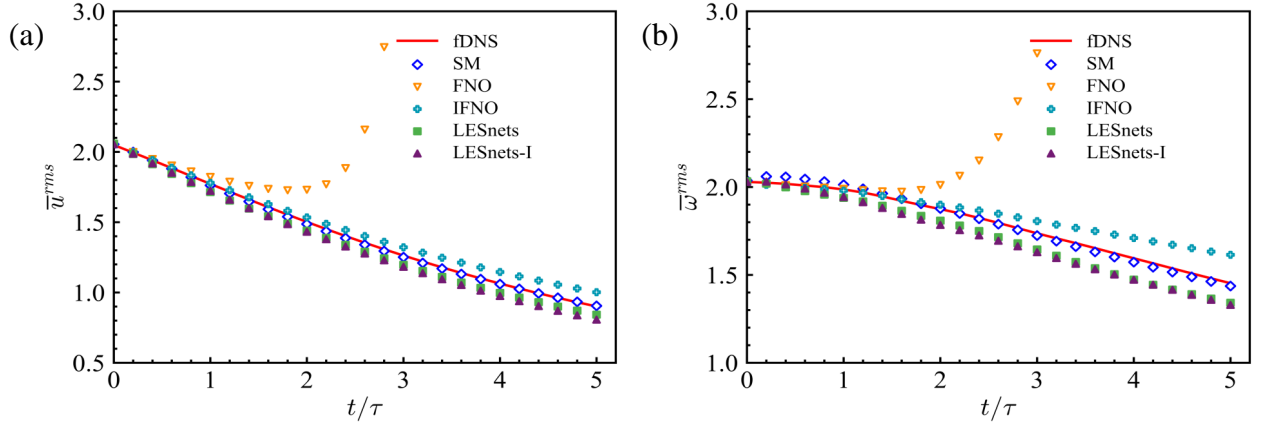 (a)
3.0
2.5
2.0
1.5
1.0
0.5
u̅^rms
fDNS
SM
FNO
IFNO
LESnets
LESnets-I
0 1 2 3 4 5
t/τ
(b)
3.0
2.5
2.0
1.5
1.0
ω̅^rms
fDNS
SM
FNO
IFNO
LESnets
LESnets-I
0 1 2 3 4 5
t/τ